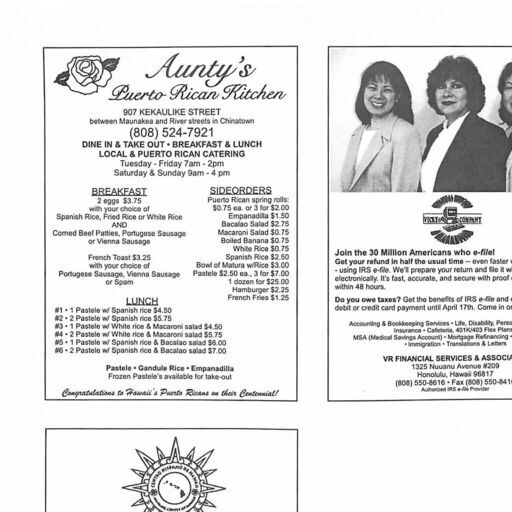 Aunty's
Puerto Rican Kitchen
907 KEKAULIKE STREET
between Maunakea and River streets in Chinatown
(808) 524-7921
DINE IN & TAKE OUT • BREAKFAST & LUNCH
LOCAL & PUERTO RICAN CATERING
Tuesday - Friday 7am - 2pm
Saturday & Sunday 9am - 4 pm
BREAKFAST
2 eggs $3.75
with your choice of
Spanish Rice, Fried Rice or White Rice
AND
Corned Beef Patties, Portugese Sausage
or Vienna Sausage
French Toast $3.25
with your choice of
Portugese Sausage, Vienna Sausage
or Spam
SIDEORDERS
Puerto Rican spring rolls:
$0.75 ea. or 3 for $2.00
Empanadilla $1.50
Bacalao Salad $2.75
Macaroni Salad $0.75
Boiled Banana $0.75
White Rice $0.75
Spanish Rice $2.50
Bowl of Matura w/Rice $3.00
Pastele $2.50 ea., 3 for $7.00
1 dozen for $25.00
Hamburger $2.25
French Fries $1.25
LUNCH
#1 • 1 Pastele w/ Spanish rice $4.50
#2 • 2 Pastele w/ Spanish rice $5.75
#3 • 1 Pastele w/ White rice & Macaroni salad $4.50
#4 • 2 Pastele w/ White rice & Macaroni salad $5.75
#5 • 1 Pastele w/ Spanish rice & Bacalao salad $6.00
#6 • 2 Pastele w/ Spanish rice & Bacalao salad $7.00
Pastele • Gandule Rice • Empanadilla
Frozen Pastele's available for take-out
Congratulations to Hawaii's Puerto Ricans on their Centennial!
COMPANY
Join the 30 Million Americans who e-file!
Get your refund in half the usual time -- even faster
- using IRS e-file. We'll prepare your return and file it
electronically. It's fast, accurate, and secure with proof
within 48 hours.
Do you owe taxes? Get the benefits of IRS e-file and
debit or credit card payment until April 17th. Come in
Accounting & Bookkeeping Services • Life, Disability,
Insurance • Cafeteria, 401K/403 Flex
MSA (Medical Savings Account) • Mortgage Refinancing •
• Immigration • Translations & Letters
VR FINANCIAL SERVICES &
1325 Nuuanu Avenue #209
Honolulu, Hawaii 96817
(808) 550-8616 • Fax (808)
Authorized IRS e-file Provider
CENTRO HISPANO DE HAWAII